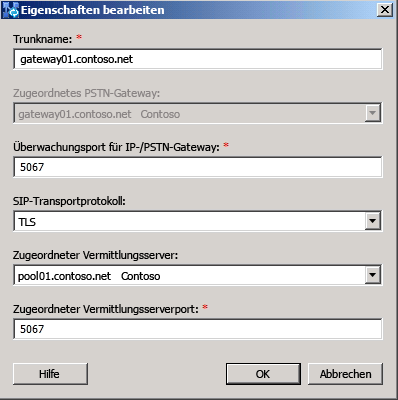 Eigenschaften bearbeiten
Trunkname: *
gateway01.contoso.net
Zugeordnetes PSTN-Gateway:
gateway01.contoso.net Contoso
Überwachungsport für IP-/PSTN-Gateway: *
5067
SIP-Transportprotokoll:
TLS
Zugeordneter Vermittlungsserver:
pool01.contoso.net Contoso
Zugeordneter Vermittlungsserverport: *
5067
Hilfe OK Abbrechen